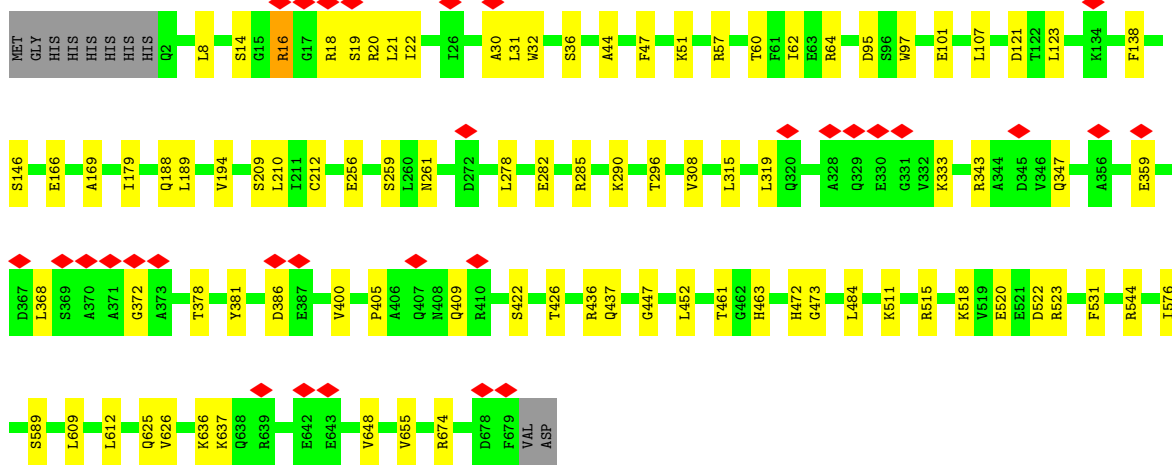 MET GLY HIS HIS HIS HIS HIS HIS Q2 L8 S14 G15 R16 G17 R18 S19 R20 L21 I22 I26 A30 L31 W32 S36 A44 F47 K51 R57 T60 F61 I62 E63 R64 D95 S96 W97 E101 L107 D121 T122 L123 K134 F138
S146 E166 A169 I179 Q188 L189 V194 S209 L210 I211 C212 E256 S259 L260 N261 D272 L278 E282 R285 K290 T296 V308 L315 L319 Q320 A328 Q329 E330 G331 V332 K333 R343 A344 D345 V346 Q347 A356 E359
D367 L368 S369 A370 A371 G372 A373 T378 Y381 D386 E387 V400 P405 A406 Q407 N408 Q409 R410 S422 T426 R436 Q437 G447 L452 T461 G462 H463 H472 G473 L484 K511 R515 K518 V519 E520 E521 D522 R523 F531 R544 I576
S589 L609 L612 Q625 V626 K636 K637 Q638 R639 E642 E643 V648 V655 R674 D678 F679 VAL ASP